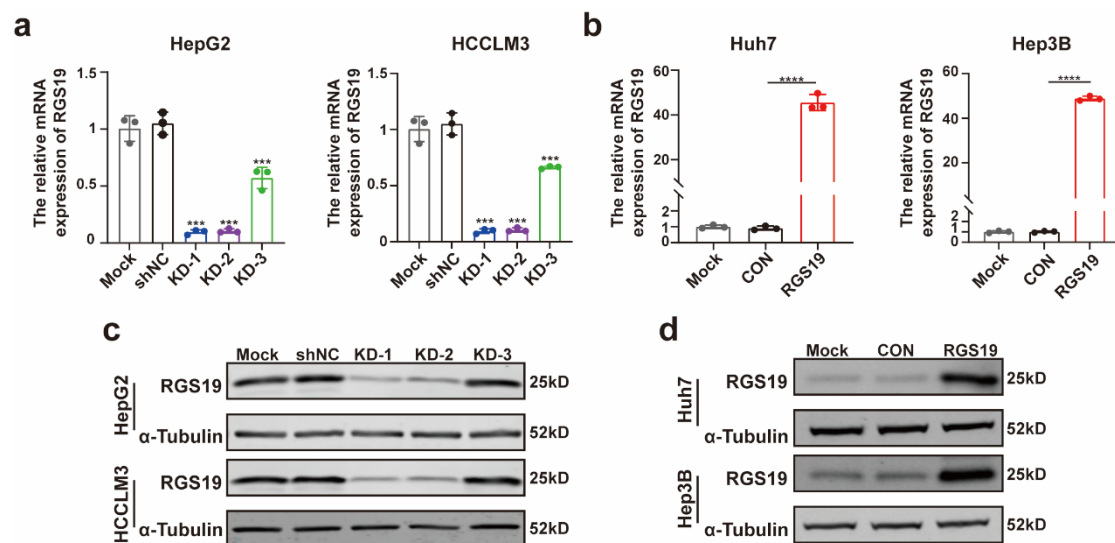 a
HepG2
The relative mRNA
expression of RGS19
1.5
1
0.5
0
***
***
***
Mock
shNC
KD-1
KD-2
KD-3
HCCLM3
The relative mRNA
expression of RGS19
1.5
1
0.5
0
***
***
***
Mock
shNC
KD-1
KD-2
KD-3
b
Huh7
The relative mRNA
expression of RGS19
60
40
20
2
1
0
****
Mock
CON
RGS19
Hep3B
The relative mRNA
expression of RGS19
60
40
20
2
1
0
****
Mock
CON
RGS19
c
Mock shNC KD-1 KD-2 KD-3
HepG2
RGS19 25kD
α-Tubulin 52kD
HCCLM3
RGS19 25kD
α-Tubulin 52kD
d
Mock CON RGS19
Huh7
RGS19 25kD
α-Tubulin 52kD
Hep3B
RGS19 25kD
α-Tubulin 52kD